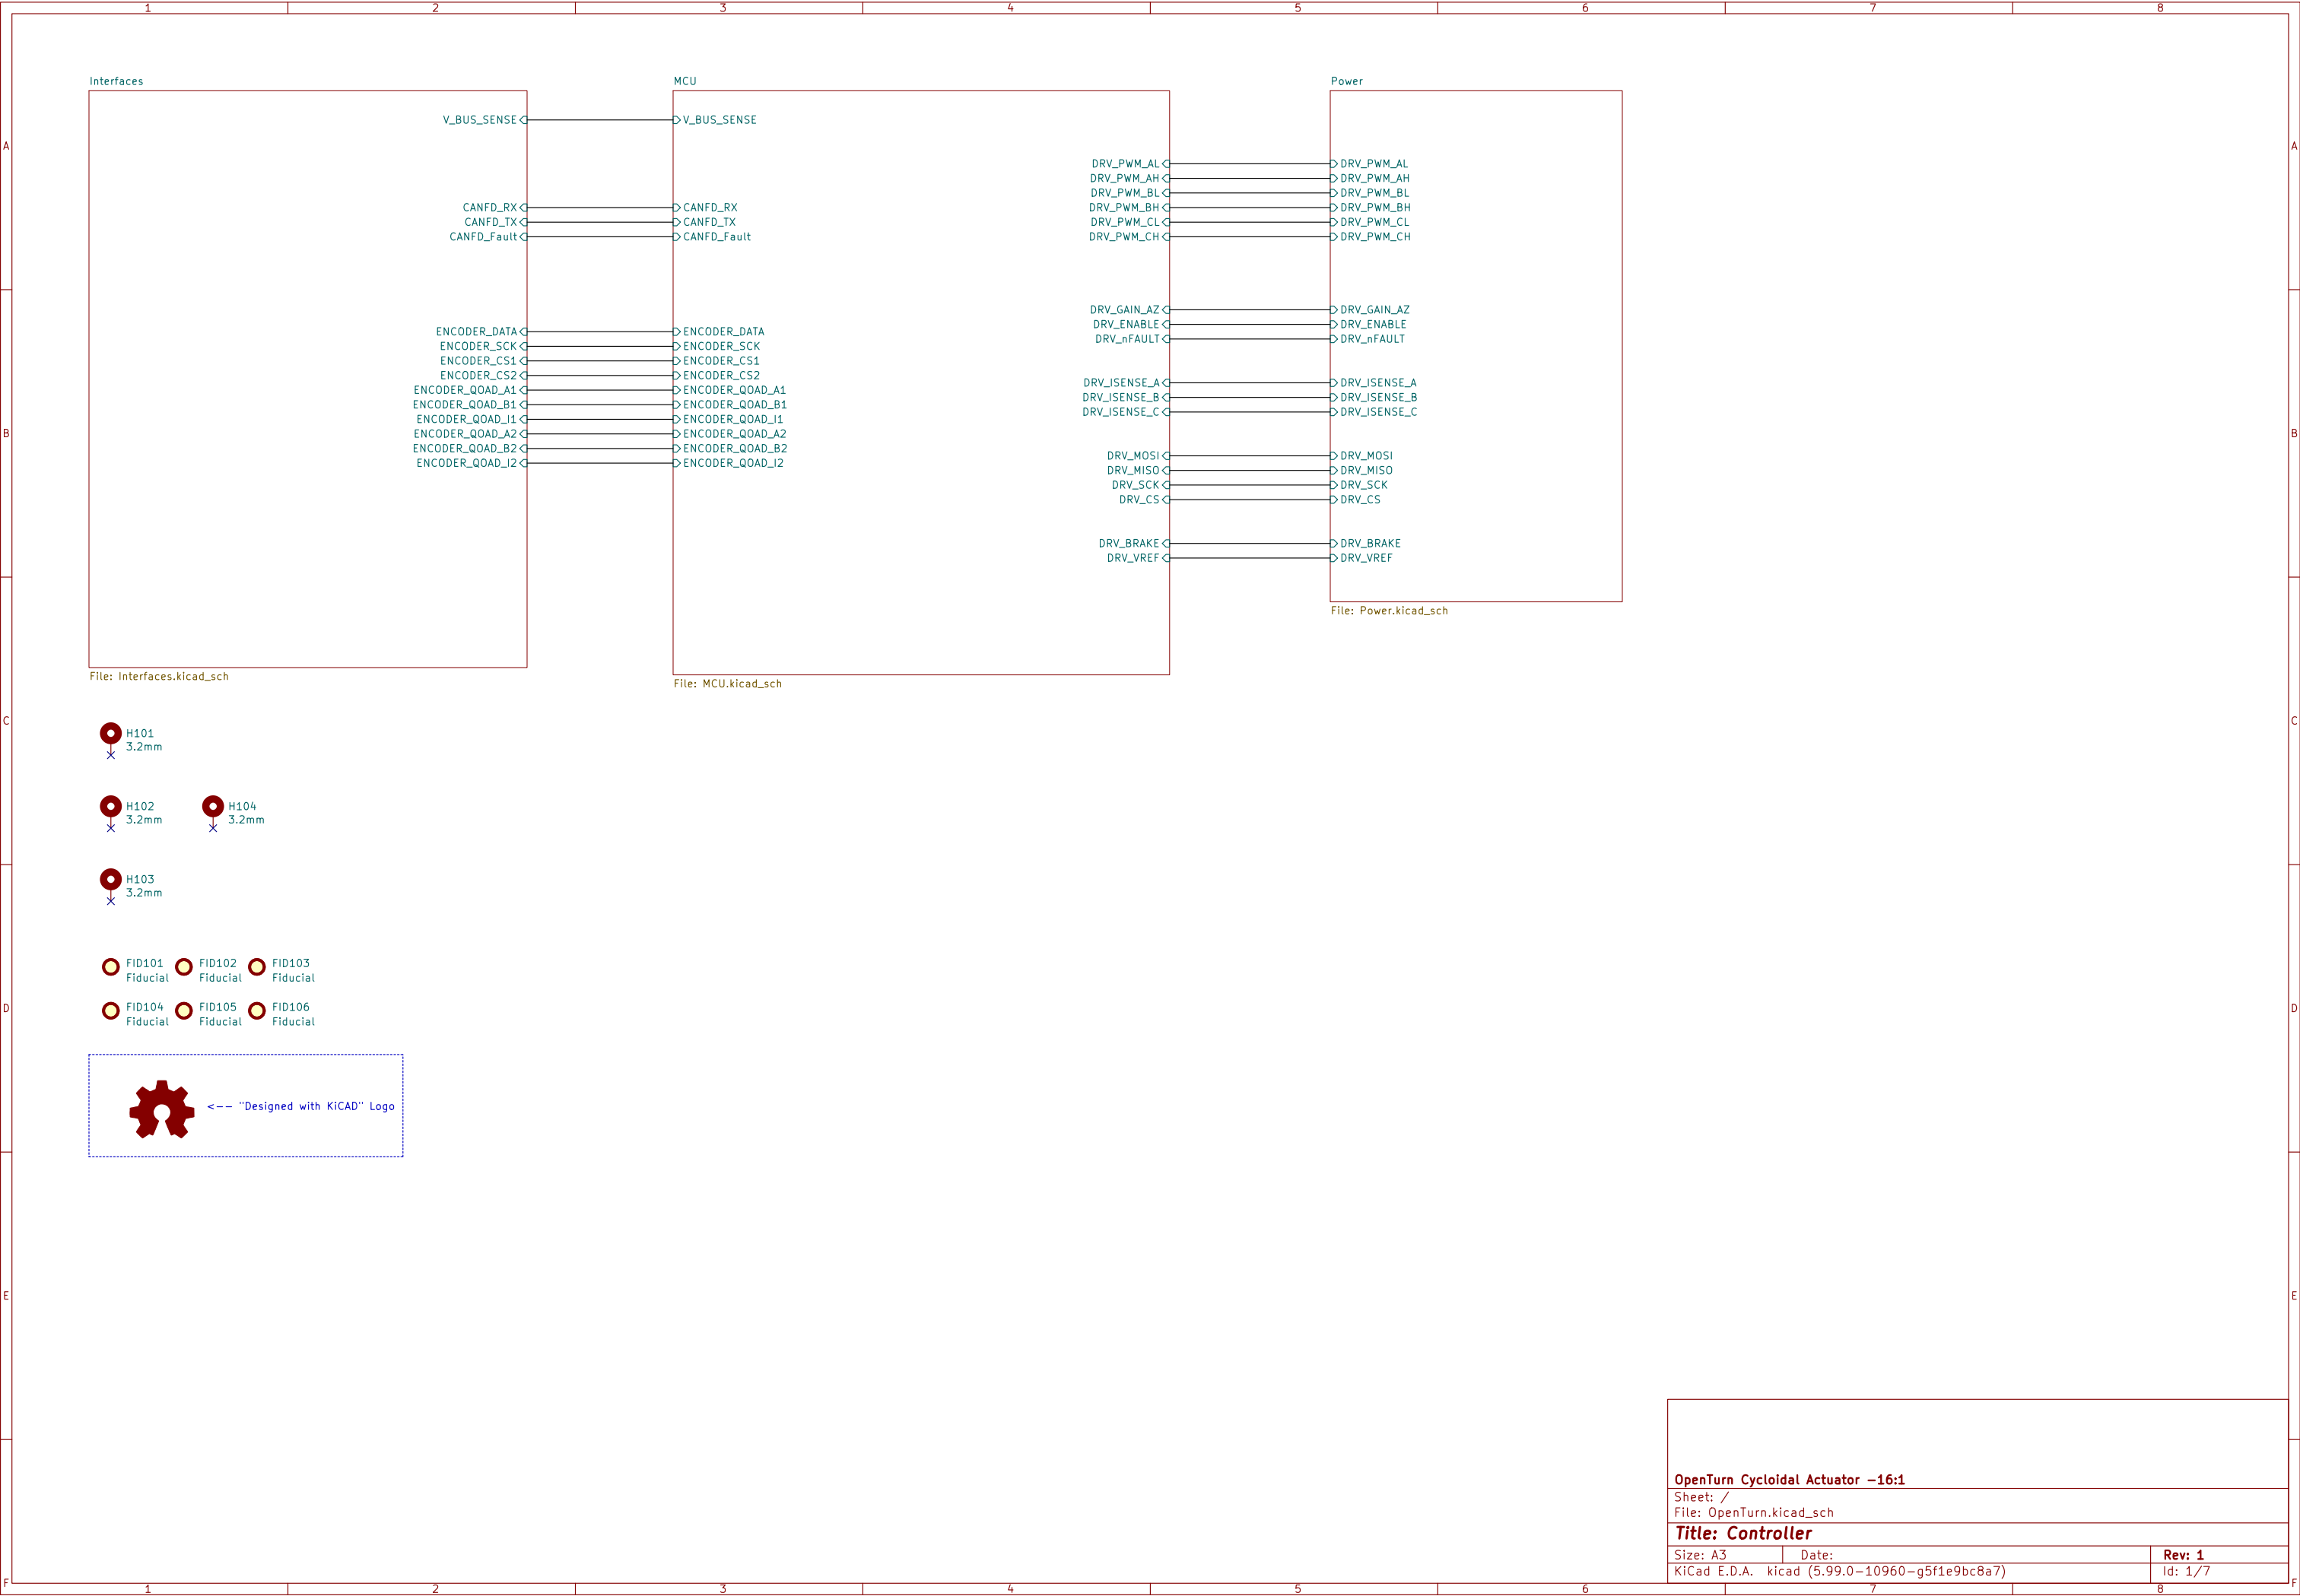 1 2 3 4 5 6 7 8
A A
B B
C C
D D
E E
F F
Interfaces
V_BUS_SENSE
CANFD_RX
CANFD_TX
CANFD_Fault
ENCODER_DATA
ENCODER_SCK
ENCODER_CS1
ENCODER_CS2
ENCODER_QOAD_A1
ENCODER_QOAD_B1
ENCODER_QOAD_I1
ENCODER_QOAD_A2
ENCODER_QOAD_B2
ENCODER_QOAD_I2
File: Interfaces.kicad_sch
MCU
V_BUS_SENSE
CANFD_RX
CANFD_TX
CANFD_Fault
ENCODER_DATA
ENCODER_SCK
ENCODER_CS1
ENCODER_CS2
ENCODER_QOAD_A1
ENCODER_QOAD_B1
ENCODER_QOAD_I1
ENCODER_QOAD_A2
ENCODER_QOAD_B2
ENCODER_QOAD_I2
DRV_PWM_AL
DRV_PWM_AH
DRV_PWM_BL
DRV_PWM_BH
DRV_PWM_CL
DRV_PWM_CH
DRV_GAIN_AZ
DRV_ENABLE
DRV_nFAULT
DRV_ISENSE_A
DRV_ISENSE_B
DRV_ISENSE_C
DRV_MOSI
DRV_MISO
DRV_SCK
DRV_CS
DRV_BRAKE
DRV_VREF
File: MCU.kicad_sch
Power
DRV_PWM_AL
DRV_PWM_AH
DRV_PWM_BL
DRV_PWM_BH
DRV_PWM_CL
DRV_PWM_CH
DRV_GAIN_AZ
DRV_ENABLE
DRV_nFAULT
DRV_ISENSE_A
DRV_ISENSE_B
DRV_ISENSE_C
DRV_MOSI
DRV_MISO
DRV_SCK
DRV_CS
DRV_BRAKE
DRV_VREF
File: Power.kicad_sch
H101
3.2mm
H102
3.2mm
H104
3.2mm
H103
3.2mm
FID101
Fiducial
FID102
Fiducial
FID103
Fiducial
FID104
Fiducial
FID105
Fiducial
FID106
Fiducial
<-- "Designed with KiCAD" Logo
OpenTurn Cycloidal Actuator -16:1
Sheet: /
File: OpenTurn.kicad_sch
Title: Controller
Size: A3 Date: Rev: 1
KiCad E.D.A. kicad (5.99.0-10960-g5f1e9bc8a7) Id: 1/7
1 2 3 4 5 6 7 8